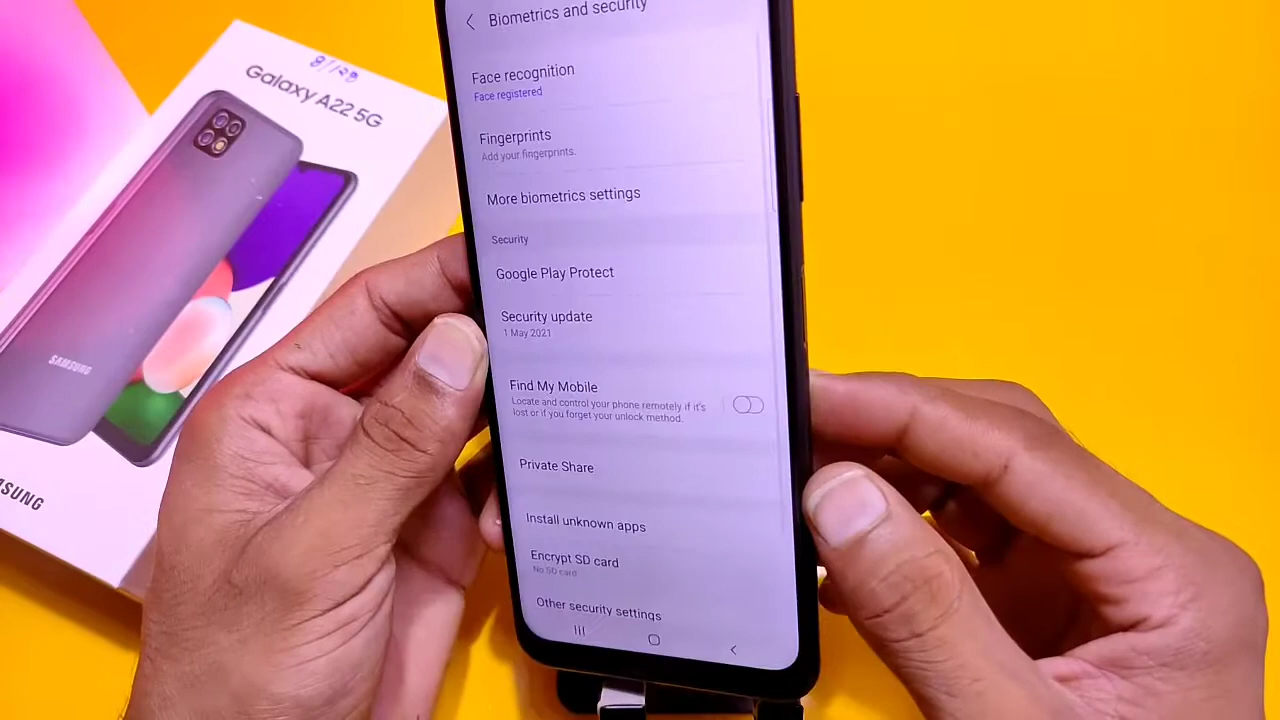 Galaxy A22 5G
SAMSUNG
Biometrics and security
Face recognition
Face registered
Fingerprints
Add your fingerprints.
More biometrics settings
Security
Google Play Protect
Security update
1 May 2021
Find My Mobile
Locate and control your phone remotely if it's
lost or if you forget your unlock method.
Private Share
Install unknown apps
Encrypt SD card
No SD card
Other security settings